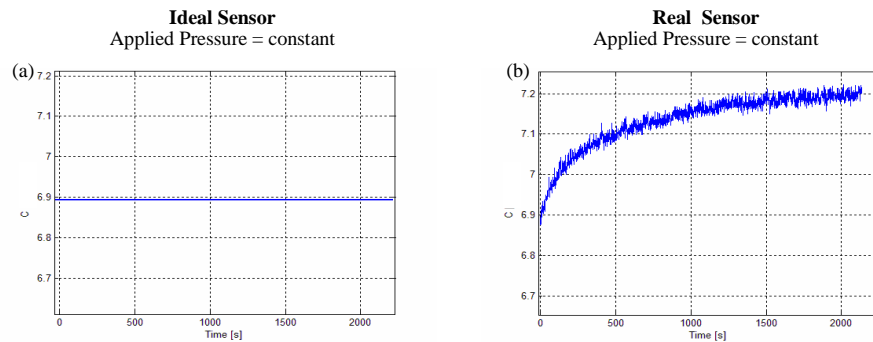 Ideal Sensor
Applied Pressure = constant
(a)
7.2
7.1
7
6.9
6.8
6.7
C
0 500 1000 1500 2000
Time [s]
Real Sensor
Applied Pressure = constant
(b)
7.2
7.1
7
6.9
6.8
6.7
C
0 500 1000 1500 2000
Time [s]